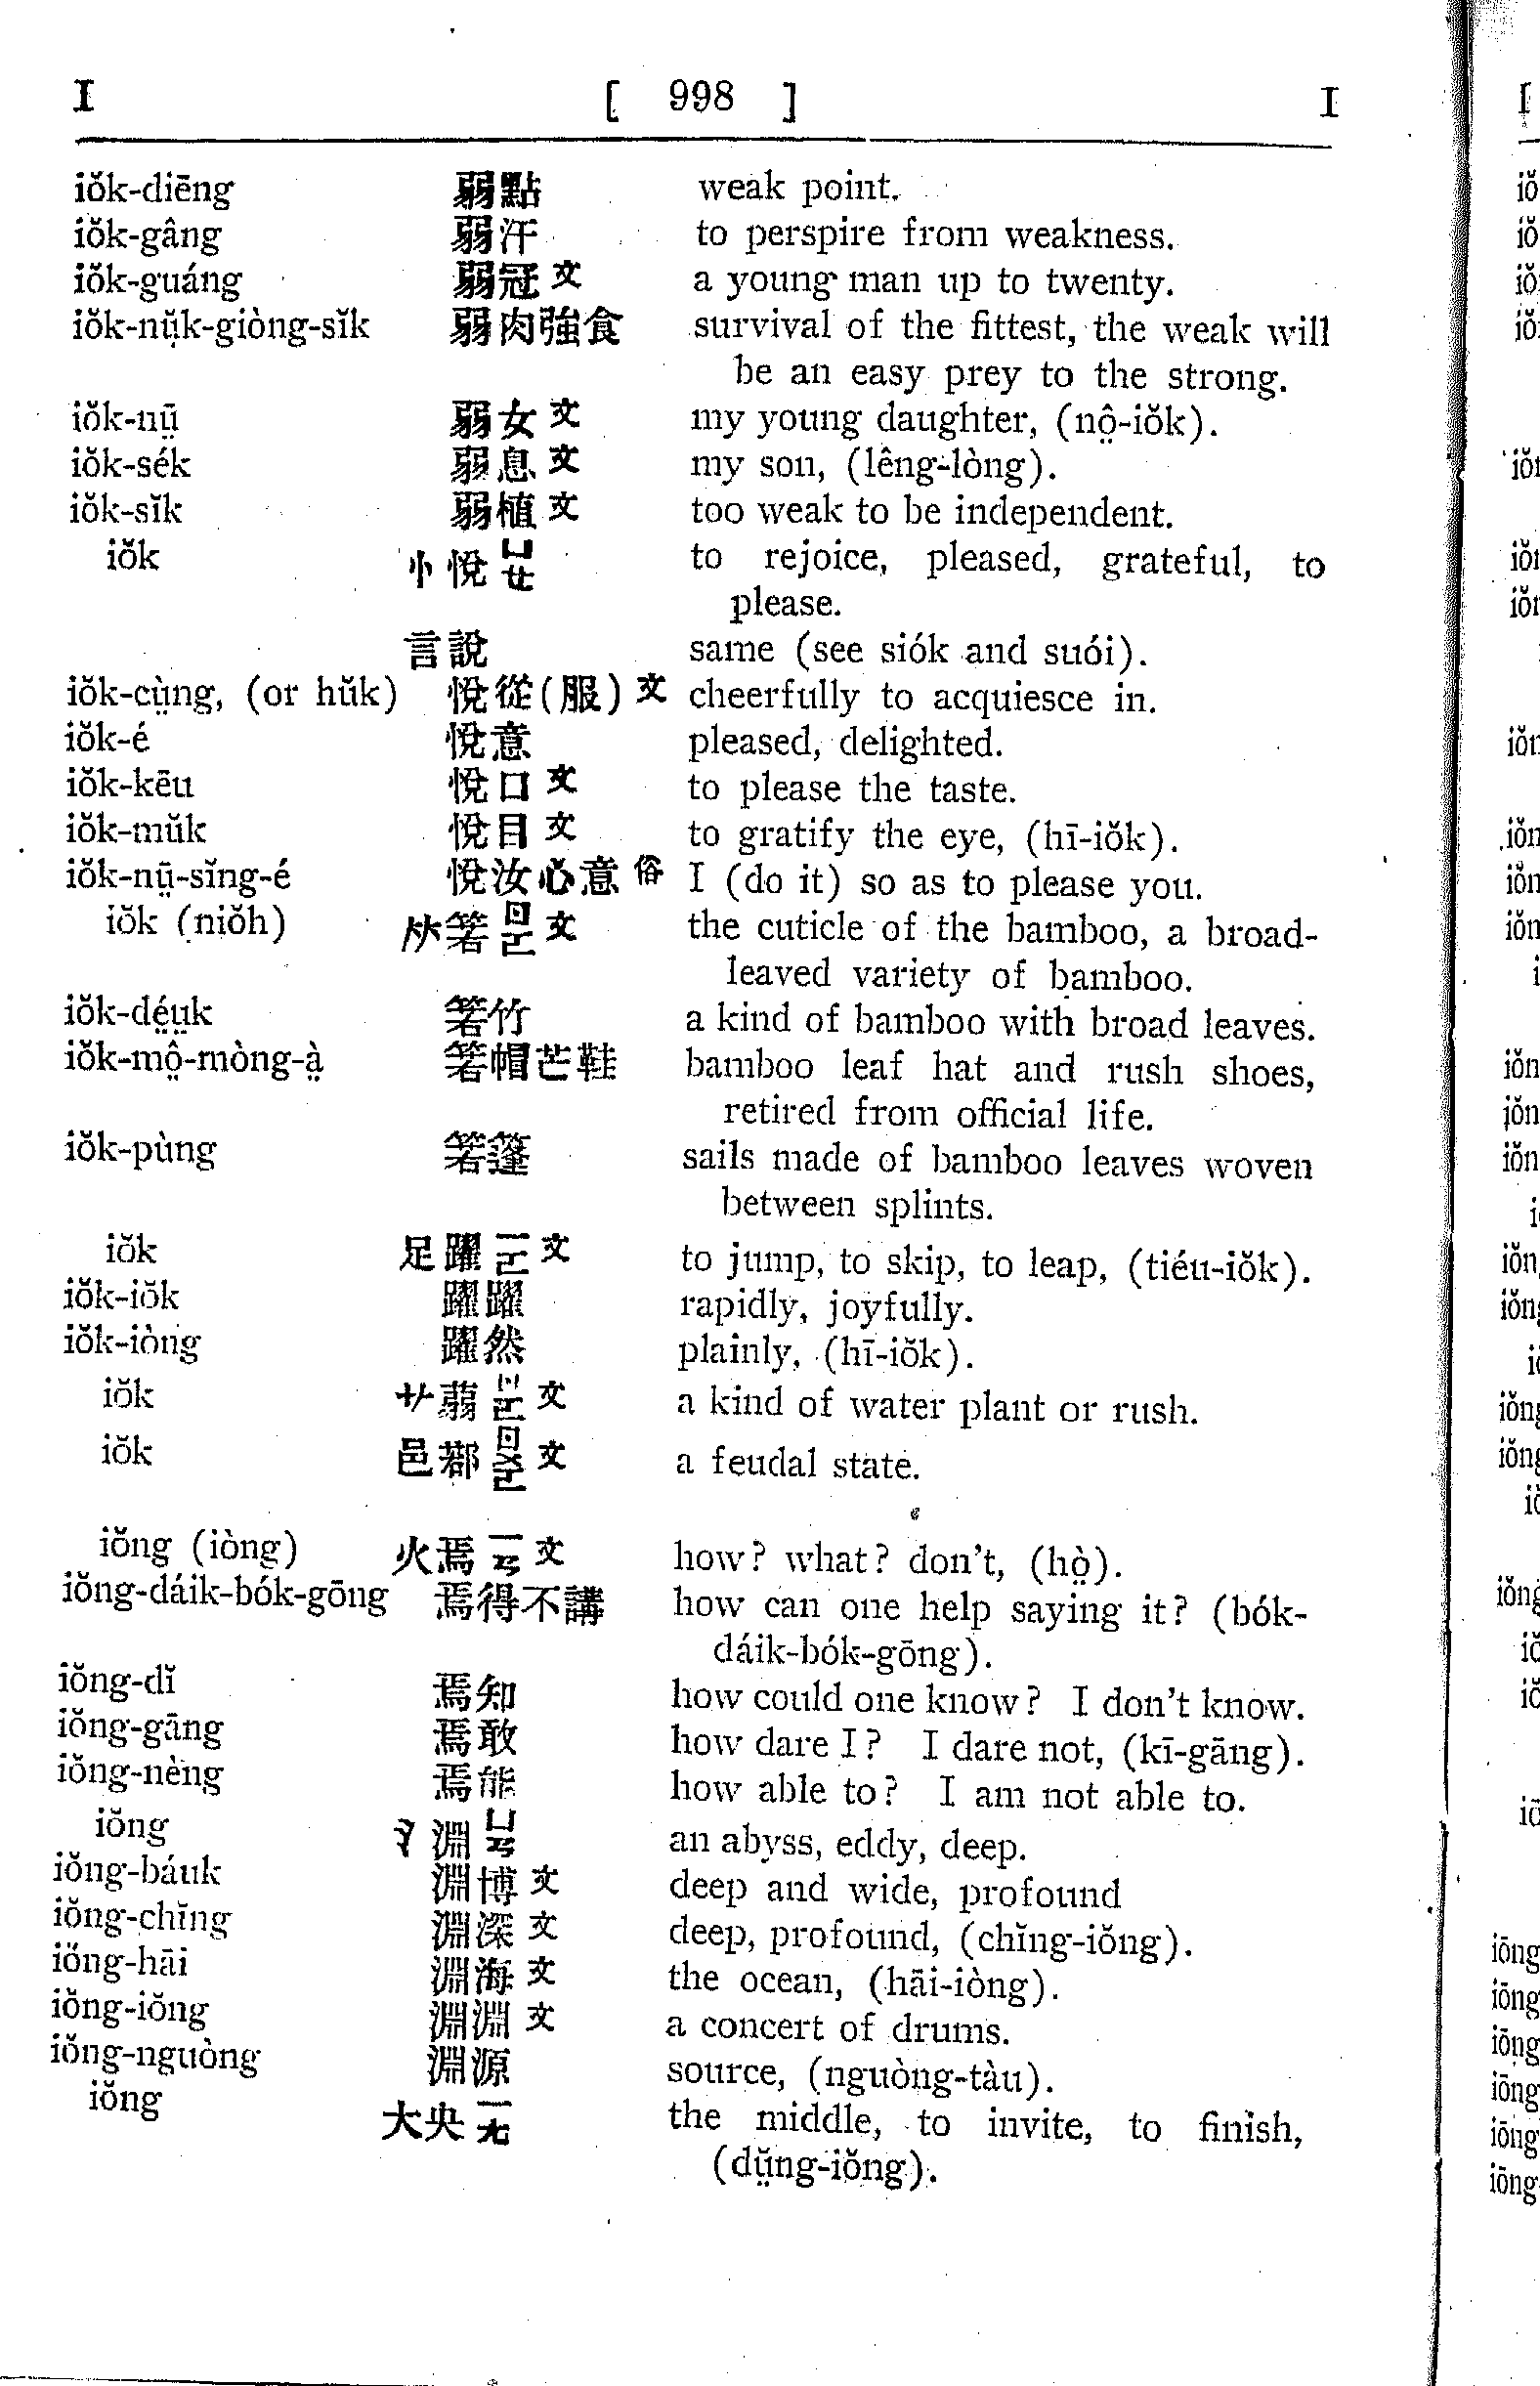 I [ 998 ] I
iŏk-diēng 弱點 weak point.
iŏk-gâng 弱汗 to perspire from weakness.
iŏk-guáng 弱冠 文 a young man up to twenty.
iŏk-nṳ̆k-giòng-sĭk 弱肉強食 survival of the fittest, the weak will
be an easy prey to the strong.
iŏk-nṳ̄ 弱女 文 my young daughter, (nô̤-iŏk).
iŏk-sék 弱息 文 my son, (lêng-lòng).
iŏk-sĭk 弱植 文 too weak to be independent.
iŏk 忄 悅 ㄩㄝ to rejoice, pleased, grateful, to
please.
言 說 same (see siók and suói).
iŏk-cṳ̀ng, (or hŭk) 悅從(服) 文 cheerfully to acquiesce in.
iŏk-é 悅意 pleased, delighted.
iŏk-kēu 悅口 文 to please the taste.
iŏk-mŭk 悅目 文 to gratify the eye, (hī-iŏk).
iŏk-nṳ̄-sĭng-é 悅汝心意 俗 I (do it) so as to please you.
iŏk (niŏh) 竹 箬 ㄖㄛ 文 the cuticle of the bamboo, a broad-
leaved variety of bamboo.
iŏk-dé̤ṳk 箬竹 a kind of bamboo with broad leaves.
iŏk-mô̤-mòng-à̤ 箬帽芒鞋 bamboo leaf hat and rush shoes,
retired from official life.
iŏk-pùng 箬篷 sails made of bamboo leaves woven
between splints.
iŏk 足 躍 ㄧㄛ 文 to jump, to skip, to leap, (tiéu-iŏk).
iŏk-iŏk 躍躍 rapidly, joyfully.
iŏk-iòng 躍然 plainly, (hī-iŏk).
iŏk 艹 蒻 文 a kind of water plant or rush.
iŏk 邑 鄀 ㄖㄨㄛ 文 a feudal state.
iŏng (iòng) 火 焉 ㄧㄢ 文 how? what? don't, (hò̤).
iŏng-dáik-bók-gōng 焉得不講 how can one help saying it? (bók-
dáik-bók-gōng).
iŏng-dĭ 焉知 how could one know? I don't know.
iŏng-gāng 焉敢 how dare I? I dare not, (kī-gāng).
iŏng-nèng 焉能 how able to? I am not able to.
iŏng 氵 淵 ㄩㄢ an abyss, eddy, deep.
iŏng-báuk 淵博 文 deep and wide, profound
iŏng-chĭng 淵深 文 deep, profound, (chĭng-iŏng).
iŏng-hāi 淵海 文 the ocean, (hāi-iòng).
iŏng-iŏng 淵淵 文 a concert of drums.
iŏng-nguòng 淵源 source, (nguòng-tàu).
iŏng 大 央 ㄧㄤ the middle, to invite, to finish,
(dṳ̆ng-iŏng).